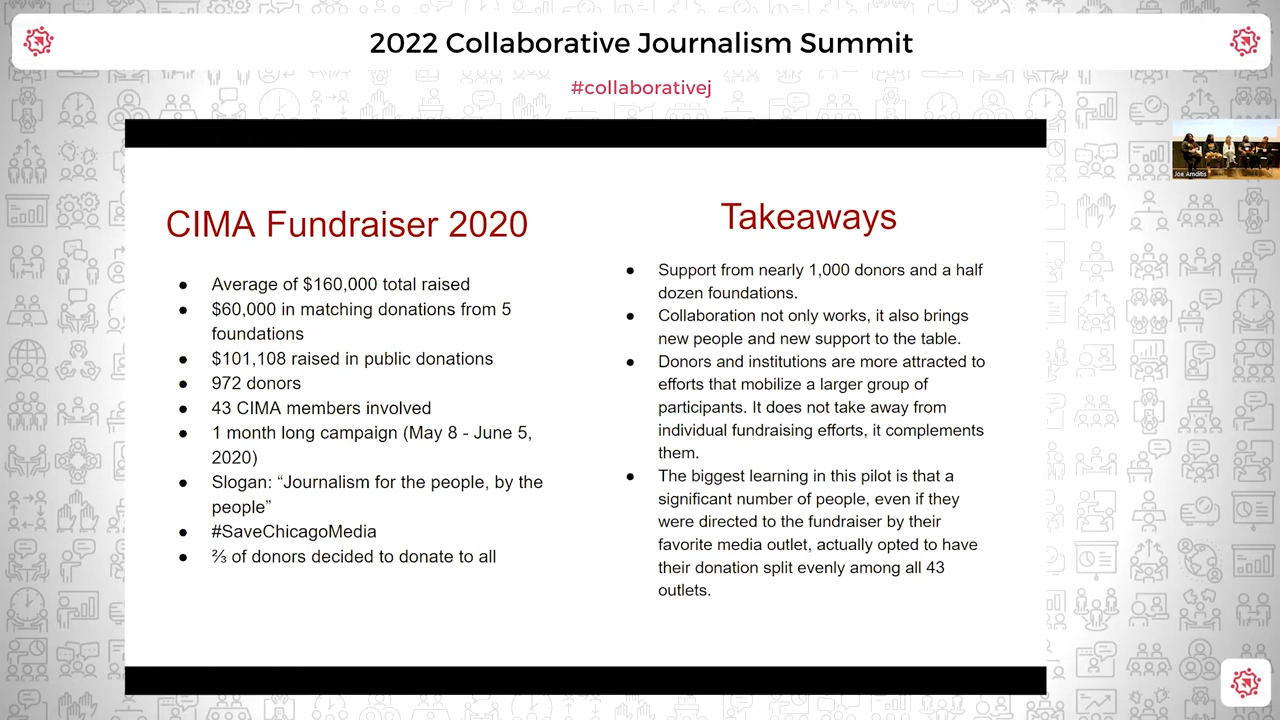 2022 Collaborative Journalism Summit
#collaborativej
CIMA Fundraiser 2020
● Average of $160,000 total raised
● $60,000 in matching donations from 5
foundations
● $101,108 raised in public donations
● 972 donors
● 43 CIMA members involved
● 1 month long campaign (May 8 - June 5,
2020)
● Slogan: “Journalism for the people, by the
people”
● #SaveChicagoMedia
● ⅔ of donors decided to donate to all
Takeaways
● Support from nearly 1,000 donors and a half
dozen foundations.
● Collaboration not only works, it also brings
new people and new support to the table.
● Donors and institutions are more attracted to
efforts that mobilize a larger group of
participants. It does not take away from
individual fundraising efforts, it complements
them.
● The biggest learning in this pilot is that a
significant number of people, even if they
were directed to the fundraiser by their
favorite media outlet, actually opted to have
their donation split evenly among all 43
outlets.
Joe Amditis